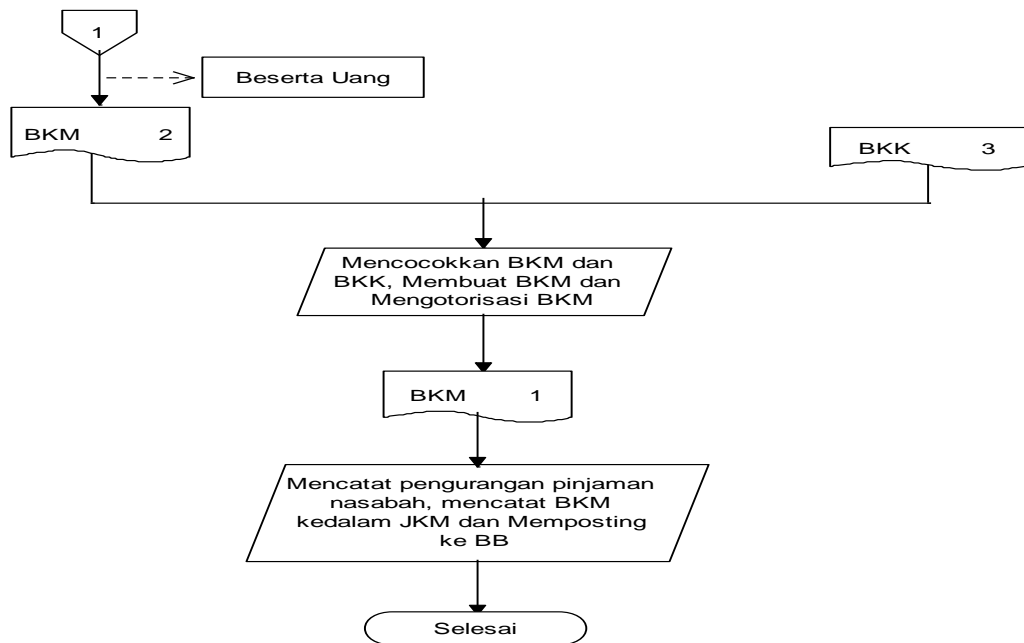 1
Beserta Uang
BKM 2
BKK 3
Mencocokkan BKM dan
BKK, Membuat BKM dan
Mengotorisasi BKM
BKM 1
Mencatat pengurangan pinjaman
nasabah, mencatat BKM
kedalam JKM dan Memposting
ke BB
Selesai